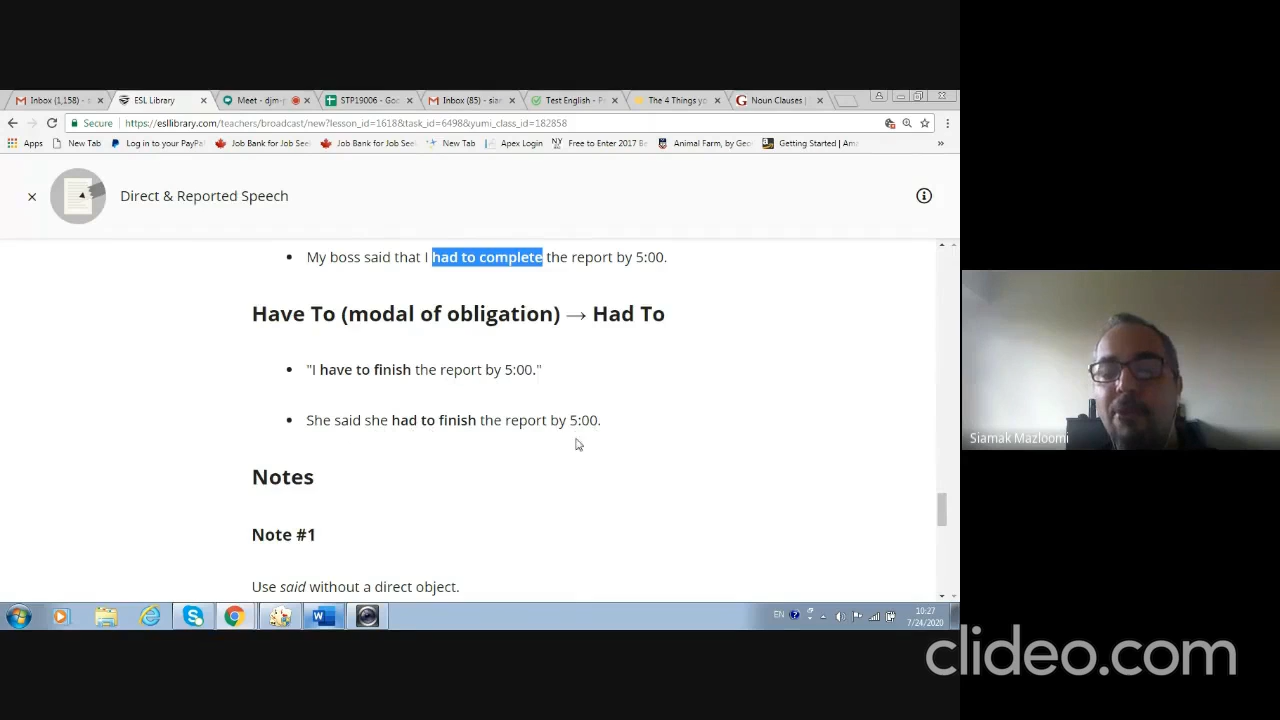 Inbox (1,158) - s
ESL Library
Meet - djm-r
STP19006 - Goo
Inbox (85) - sian
Test English - P
The 4 Things yo
Noun Clauses |
Secure
https://esllibrary.com/teachers/broadcast/new?lesson_id=1618&task_id=6498&yumi_class_id=182858
Apps
New Tab
Log in to your PayPal
Job Bank for Job See
Job Bank for Job See
New Tab
Apex Login
Free to Enter 2017 Be
Animal Farm, by Geo
Getting Started | Am
»
Direct & Reported Speech
• My boss said that I had to complete the report by 5:00.
Have To (modal of obligation) → Had To
• "I have to finish the report by 5:00."
• She said she had to finish the report by 5:00.
Notes
Note #1
Use said without a direct object.
Siamak Mazloomi
EN
10:27
7/24/2020
clideo.com